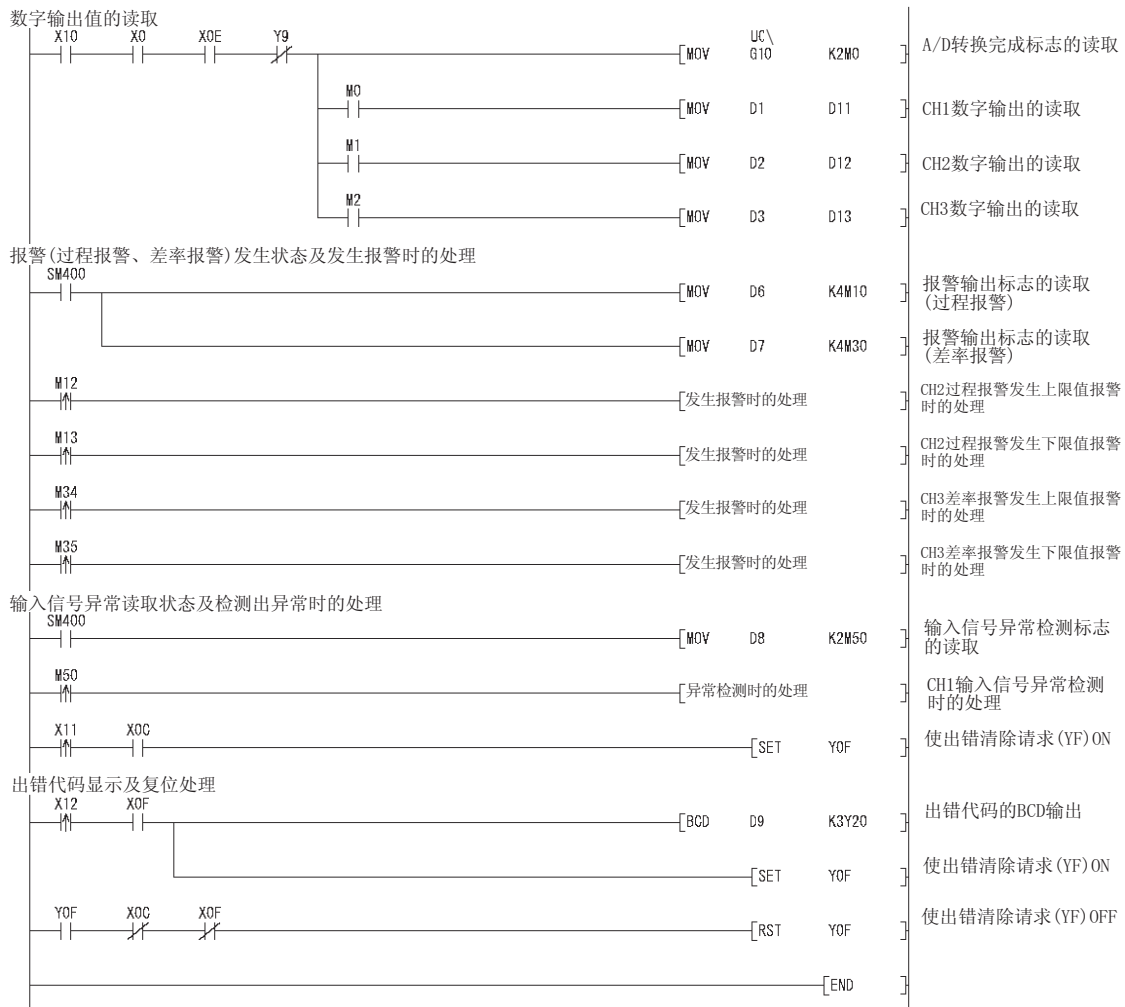 数字输出值的读取
X10 X0 X0E Y9
MOV U0\ G10 K2M0 A/D转换完成标志的读取
M0
MOV D1 D11 CH1数字输出的读取
M1
MOV D2 D12 CH2数字输出的读取
M2
MOV D3 D13 CH3数字输出的读取
报警(过程报警、差率报警)发生状态及发生报警时的处理
SM400
MOV D6 K4M10 报警输出标志的读取
(过程报警)
MOV D7 K4M30 报警输出标志的读取
(差率报警)
M12
发生报警时的处理 CH2过程报警发生上限值报警
时的处理
M13
发生报警时的处理 CH2过程报警发生下限值报警
时的处理
M34
发生报警时的处理 CH3差率报警发生上限值报警
时的处理
M35
发生报警时的处理 CH3差率报警发生下限值报警
时的处理
输入信号异常读取状态及检测出异常时的处理
SM400
MOV D8 K2M50 输入信号异常检测标志
的读取
M50
异常检测时的处理 CH1输入信号异常检测
时的处理
X11 X0C
SET Y0F 使出错清除请求(YF)ON
出错代码显示及复位处理
X12 X0F
BCD D9 K3Y20 出错代码的BCD输出
SET Y0F 使出错清除请求(YF)ON
Y0F X0C X0F
RST Y0F 使出错清除请求(YF)OFF
END